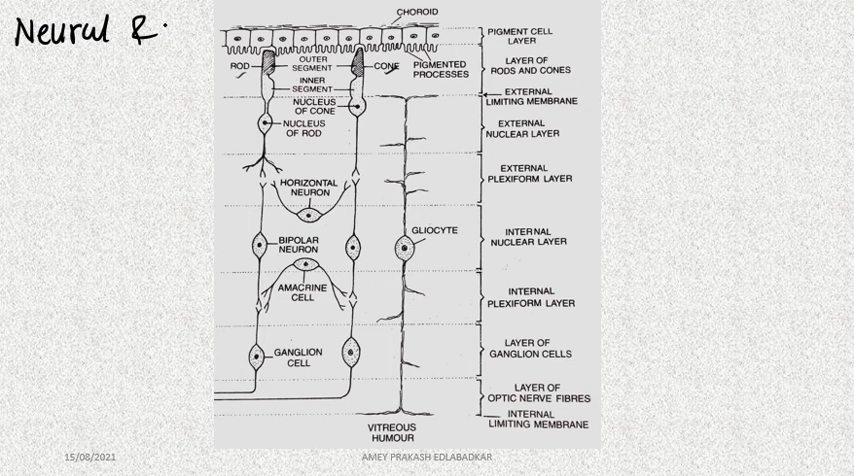 Neural R.
CHOROID
PIGMENT CELL
LAYER
ROD
OUTER
SEGMENT
CONE
PIGMENTED
PROCESSES
LAYER OF
RODS AND CONES
INNER
SEGMENT
NUCLEUS
OF CONE
EXTERNAL
LIMITING MEMBRANE
NUCLEUS
OF ROD
EXTERNAL
NUCLEAR LAYER
EXTERNAL
PLEXIFORM LAYER
HORIZONTAL
NEURON
GLIOCYTE
BIPOLAR
NEURON
INTERNAL
NUCLEAR LAYER
AMACRINE
CELL
INTERNAL
PLEXIFORM LAYER
GANGLION
CELL
LAYER OF
GANGLION CELLS
LAYER OF
OPTIC NERVE FIBRES
INTERNAL
LIMITING MEMBRANE
VITREOUS
HUMOUR
15/08/2021
AMEY PRAKASH EDLABADKAR